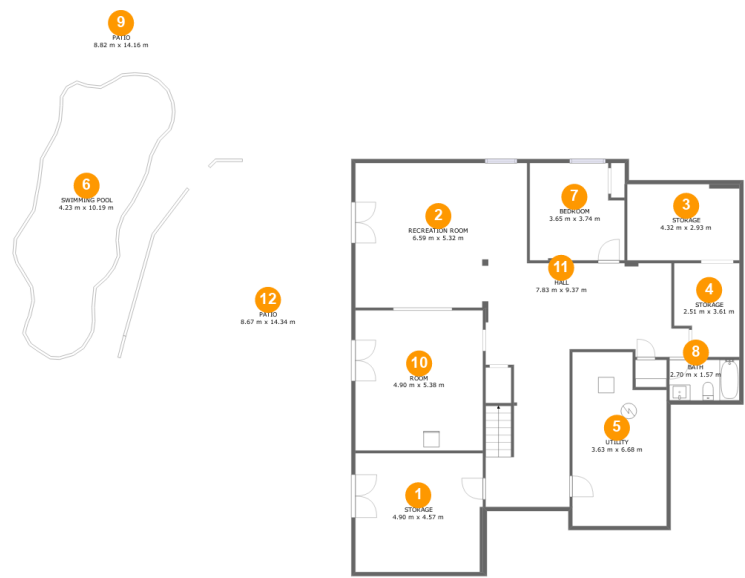 9
PATIO
8.82 m x 14.16 m
6
SWIMMING POOL
4.23 m x 10.19 m
7
BEDROOM
3.65 m x 3.74 m
3
STORAGE
4.32 m x 2.93 m
2
RECREATION ROOM
6.59 m x 5.32 m
11
HALL
7.83 m x 9.37 m
12
PATIO
8.67 m x 14.34 m
4
STORAGE
2.51 m x 3.61 m
10
ROOM
4.90 m x 5.38 m
8
BATH
2.70 m x 1.57 m
5
UTILITY
3.63 m x 6.68 m
1
STORAGE
4.90 m x 4.57 m